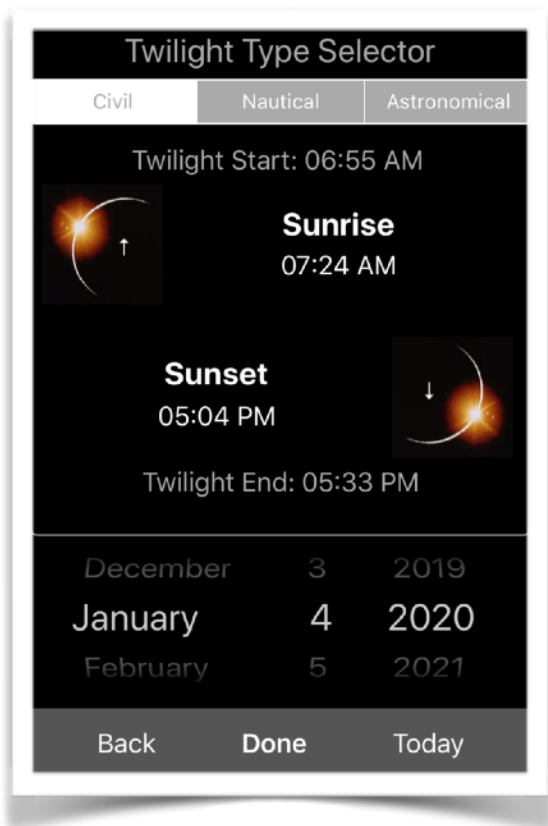 Twilight Type Selector
Civil Nautical Astronomical
Twilight Start: 06:55 AM
↑
Sunrise
07:24 AM
Sunset
05:04 PM
↓
Twilight End: 05:33 PM
December 3 2019
January 4 2020
February 5 2021
Back Done Today